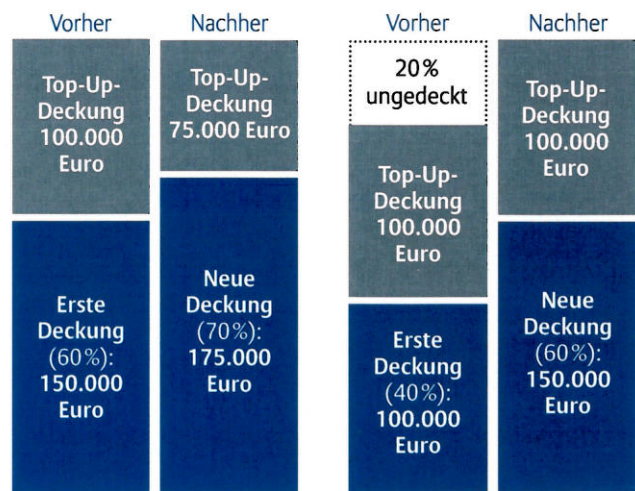 Vorher
Top-Up-
Deckung
100.000
Euro
Erste
Deckung
(60%):
150.000
Euro
Nachher
Top-Up-
Deckung
75.000 Euro
Neue
Deckung
(70%):
175.000
Euro
Vorher
20%
ungedeckt
Top-Up-
Deckung
100.000
Euro
Erste
Deckung
(40%):
100.000
Euro
Nachher
Top-Up-
Deckung
100.000
Euro
Neue
Deckung
(60%):
150.000
Euro